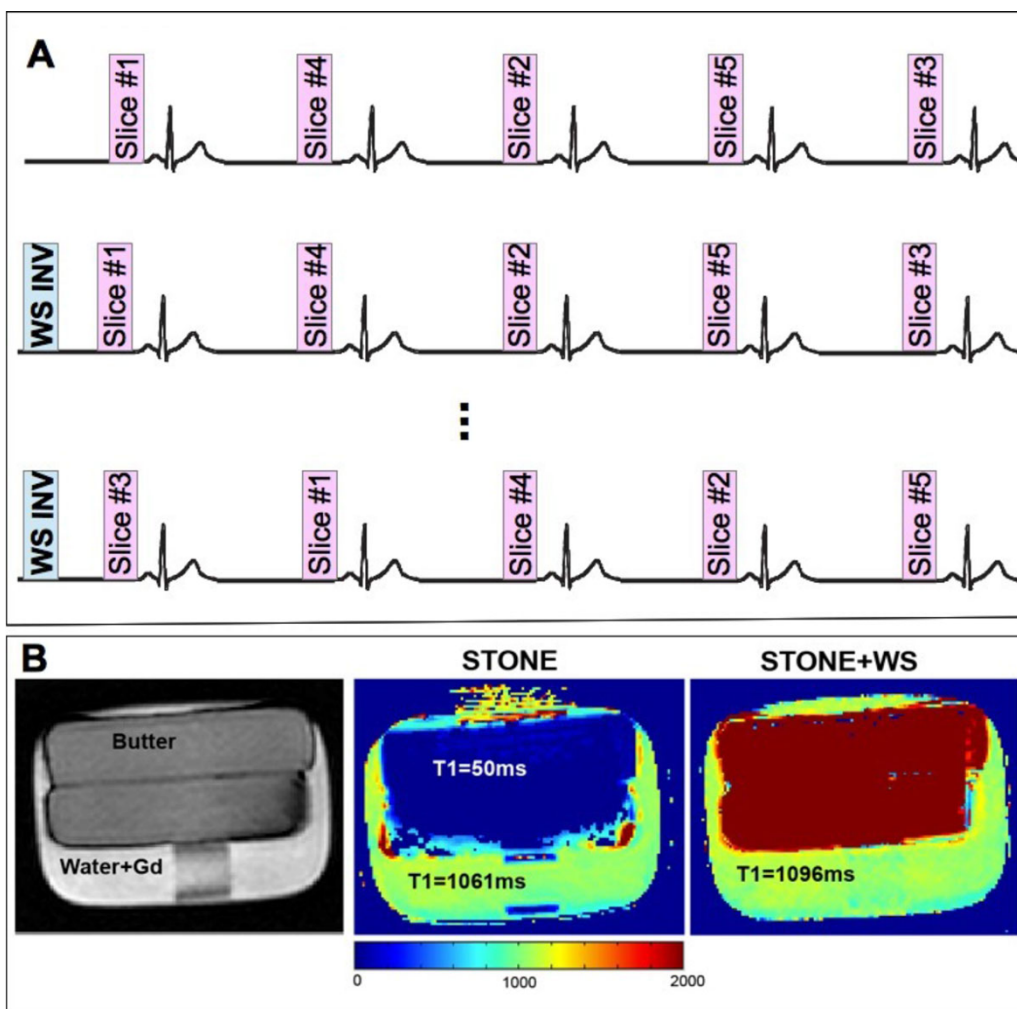 A
Slice #1
Slice #4
Slice #2
Slice #5
Slice #3
WS INV
Slice #1
Slice #4
Slice #2
Slice #5
Slice #3
WS INV
Slice #3
Slice #1
Slice #4
Slice #2
Slice #5
B
STONE
STONE+WS
Butter
T1=50ms
Water+Gd
T1=1061ms
T1=1096ms
0 1000 2000